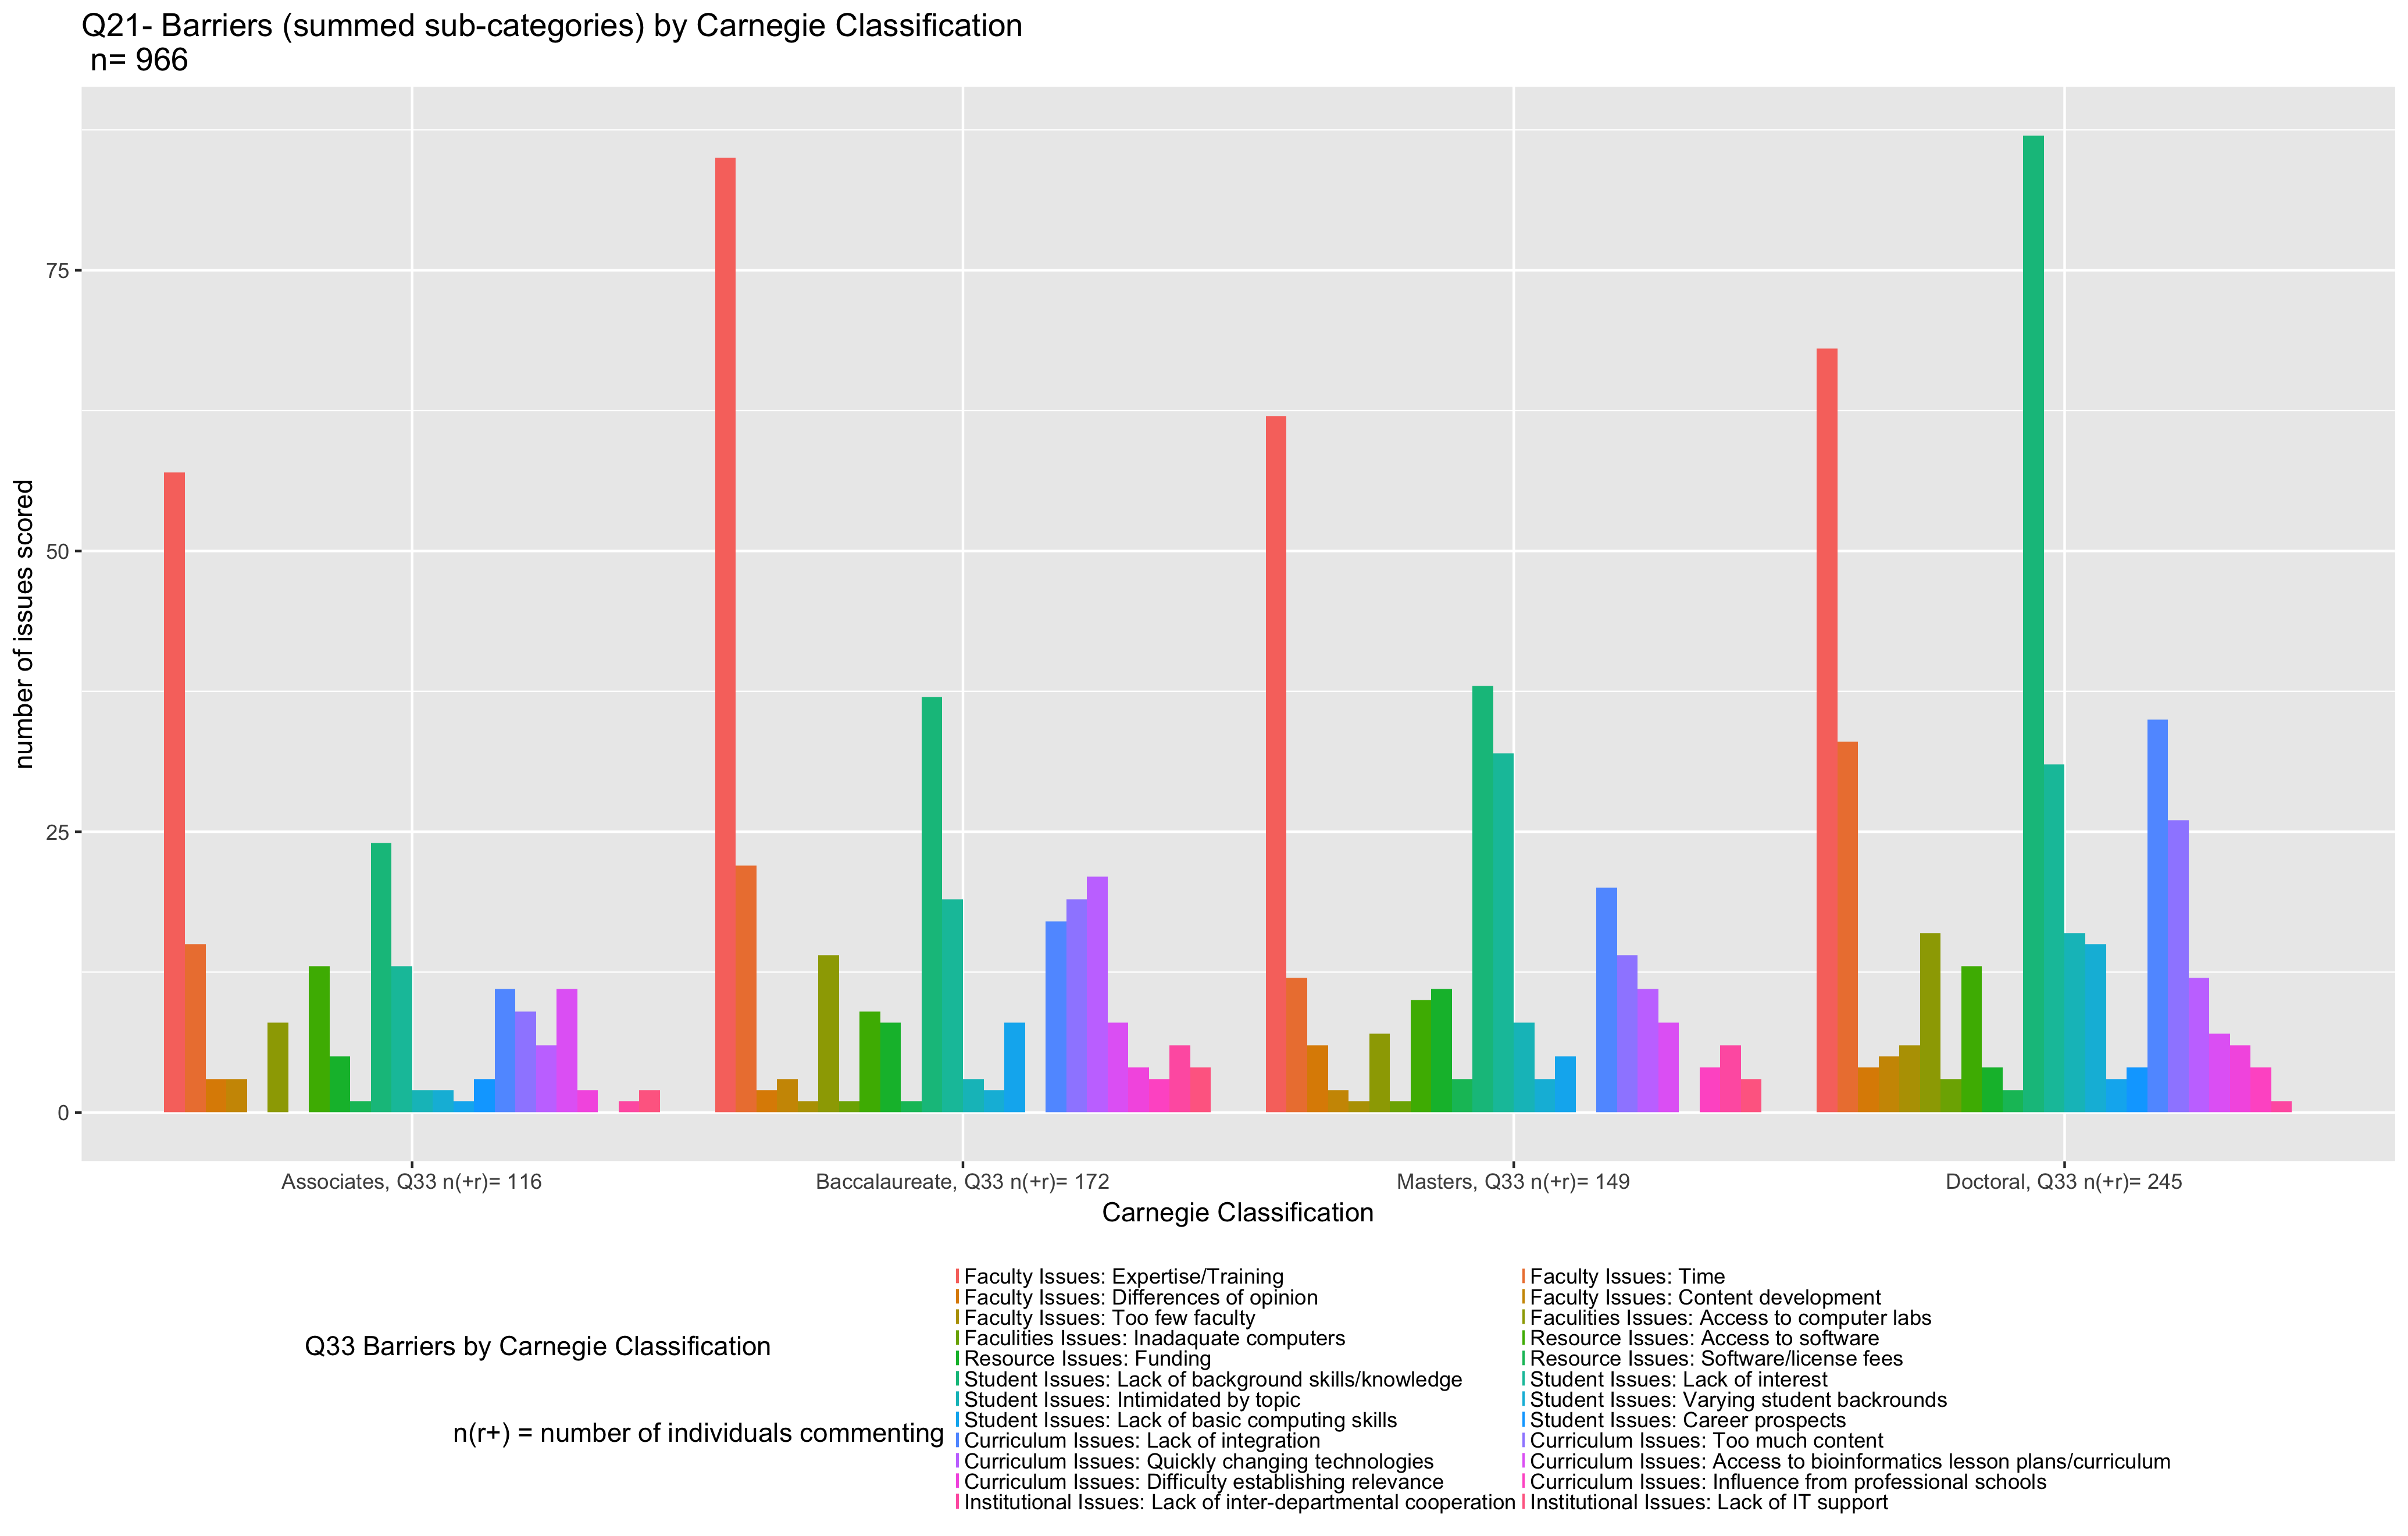 Q21- Barriers (summed sub-categories) by Carnegie Classification
n= 966
number of issues scored
75
50
25
0
Associates, Q33 n(+r)= 116
Baccalaureate, Q33 n(+r)= 172
Masters, Q33 n(+r)= 149
Doctoral, Q33 n(+r)= 245
Carnegie Classification
Q33 Barriers by Carnegie Classification
n(r+) = number of individuals commenting
Faculty Issues: Expertise/Training
Faculty Issues: Time
Faculty Issues: Differences of opinion
Faculty Issues: Content development
Faculty Issues: Too few faculty
Faculities Issues: Access to computer labs
Faculities Issues: Inadaquate computers
Resource Issues: Access to software
Resource Issues: Funding
Resource Issues: Software/license fees
Student Issues: Lack of background skills/knowledge
Student Issues: Lack of interest
Student Issues: Intimidated by topic
Student Issues: Varying student backrounds
Student Issues: Lack of basic computing skills
Student Issues: Career prospects
Curriculum Issues: Lack of integration
Curriculum Issues: Too much content
Curriculum Issues: Quickly changing technologies
Curriculum Issues: Access to bioinformatics lesson plans/curriculum
Curriculum Issues: Difficulty establishing relevance
Curriculum Issues: Influence from professional schools
Institutional Issues: Lack of inter-departmental cooperation
Institutional Issues: Lack of IT support